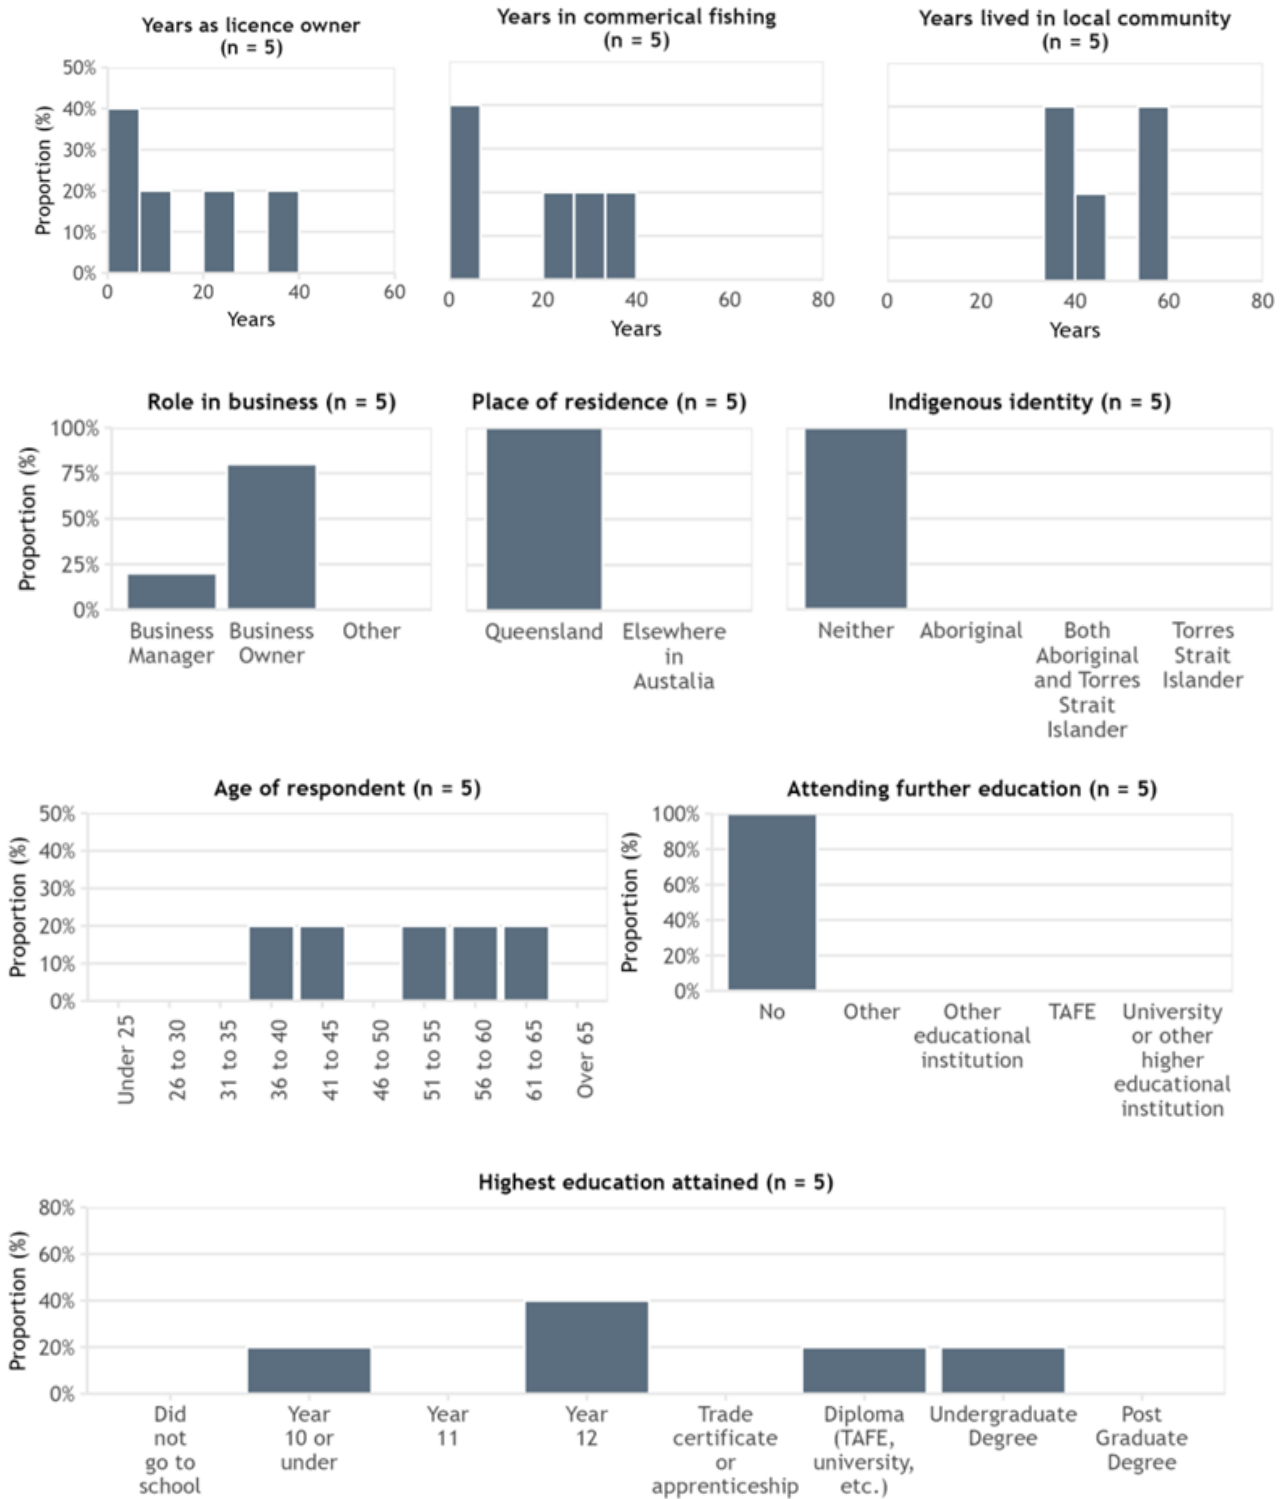 Years as licence owner
(n = 5)
Years in commerical fishing
(n = 5)
Years lived in local community
(n = 5)
Proportion (%)
50%
40%
30%
20%
10%
0%
0 20 40 60
Years
0 20 40 60 80
Years
0 20 40 60 80
Years
Role in business (n = 5)
Place of residence (n = 5)
Indigenous identity (n = 5)
Proportion (%)
100%
75%
50%
25%
0%
Business
Manager
Business
Owner
Other
Queensland
Elsewhere
in
Austalia
Neither
Aboriginal
Both
Aboriginal
and Torres
Strait
Islander
Torres
Strait
Islander
Age of respondent (n = 5)
Proportion (%)
50%
40%
30%
20%
10%
0%
Under 25
26 to 30
31 to 35
36 to 40
41 to 45
46 to 50
51 to 55
56 to 60
61 to 65
Over 65
Attending further education (n = 5)
Proportion (%)
100%
80%
60%
40%
20%
0%
No
Other
Other
educational
institution
TAFE
University
or other
higher
educational
institution
Highest education attained (n = 5)
Proportion (%)
80%
60%
40%
20%
0%
Did
not
go to
school
Year
10 or
under
Year
11
Year
12
Trade
certificate
or
apprenticeship
Diploma
(TAFE,
university,
etc.)
Undergraduate
Degree
Post
Graduate
Degree